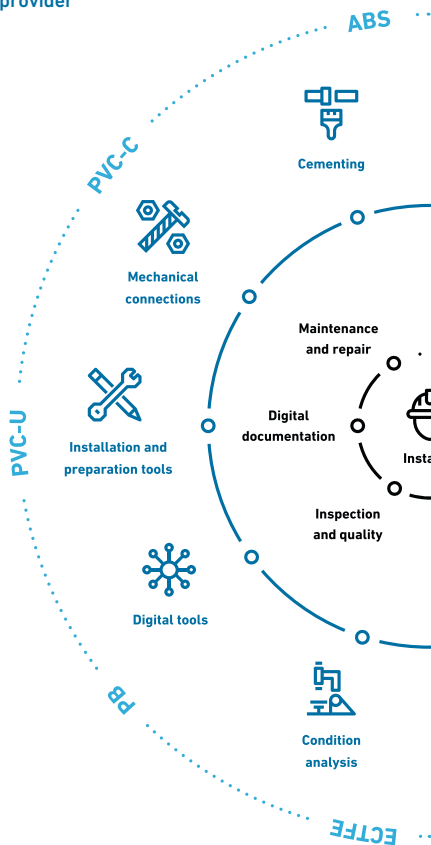 provider
ABS
Cementing
PVC-C
Mechanical
connections
Maintenance
and repair
Digital
documentation
PVC-U
Installation and
preparation tools
Inspection
and quality
Digital tools
PB
Condition
analysis
ECTFE